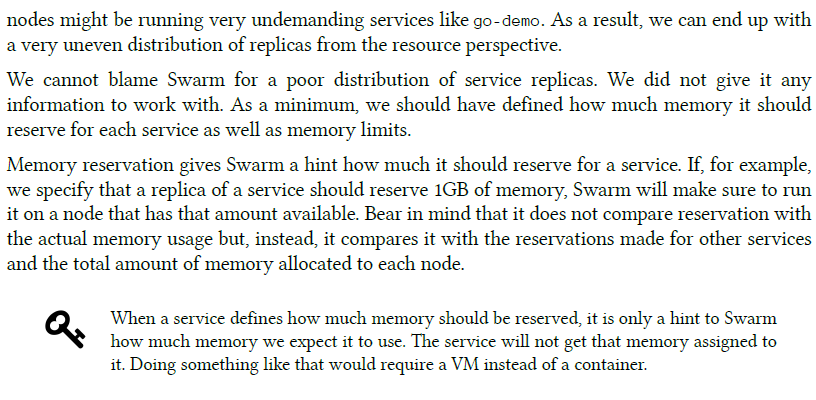 nodes might be running very undemanding services like go-demo. As a result, we can end up with
a very uneven distribution of replicas from the resource perspective.
We cannot blame Swarm for a poor distribution of service replicas. We did not give it any
information to work with. As a minimum, we should have defined how much memory it should
reserve for each service as well as memory limits.
Memory reservation gives Swarm a hint how much it should reserve for a service. If, for example,
we specify that a replica of a service should reserve 1GB of memory, Swarm will make sure to run
it on a node that has that amount available. Bear in mind that it does not compare reservation with
the actual memory usage but, instead, it compares it with the reservations made for other services
and the total amount of memory allocated to each node.
When a service defines how much memory should be reserved, it is only a hint to Swarm
how much memory we expect it to use. The service will not get that memory assigned to
it. Doing something like that would require a VM instead of a container.